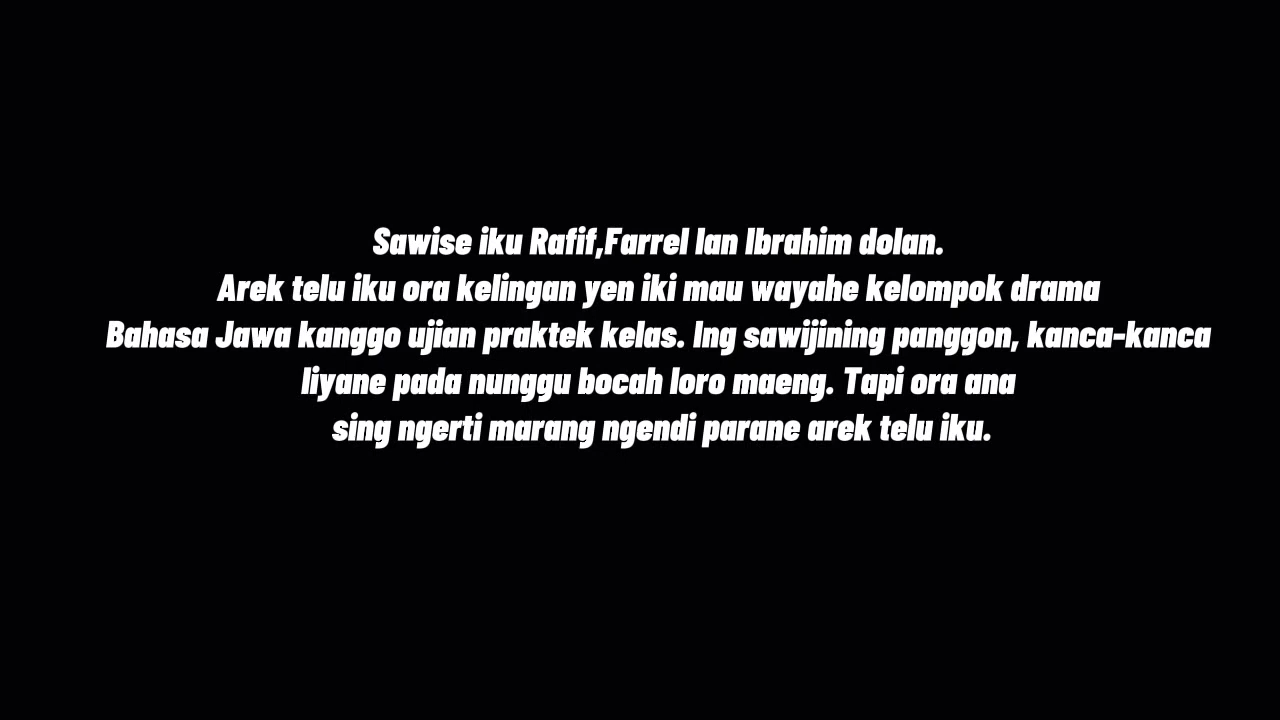 Sawise iku Rafif,Farrel lan Ibrahim dolan.
Arek telu iku ora kelingan yen iki mau wayahe kelompok drama
Bahasa Jawa kanggo ujian praktek kelas. Ing sawijining panggon, kanca-kanca
liyane pada nunggu bocah loro maeng. Tapi ora ana
sing ngerti marang ngendi parane arek telu iku.